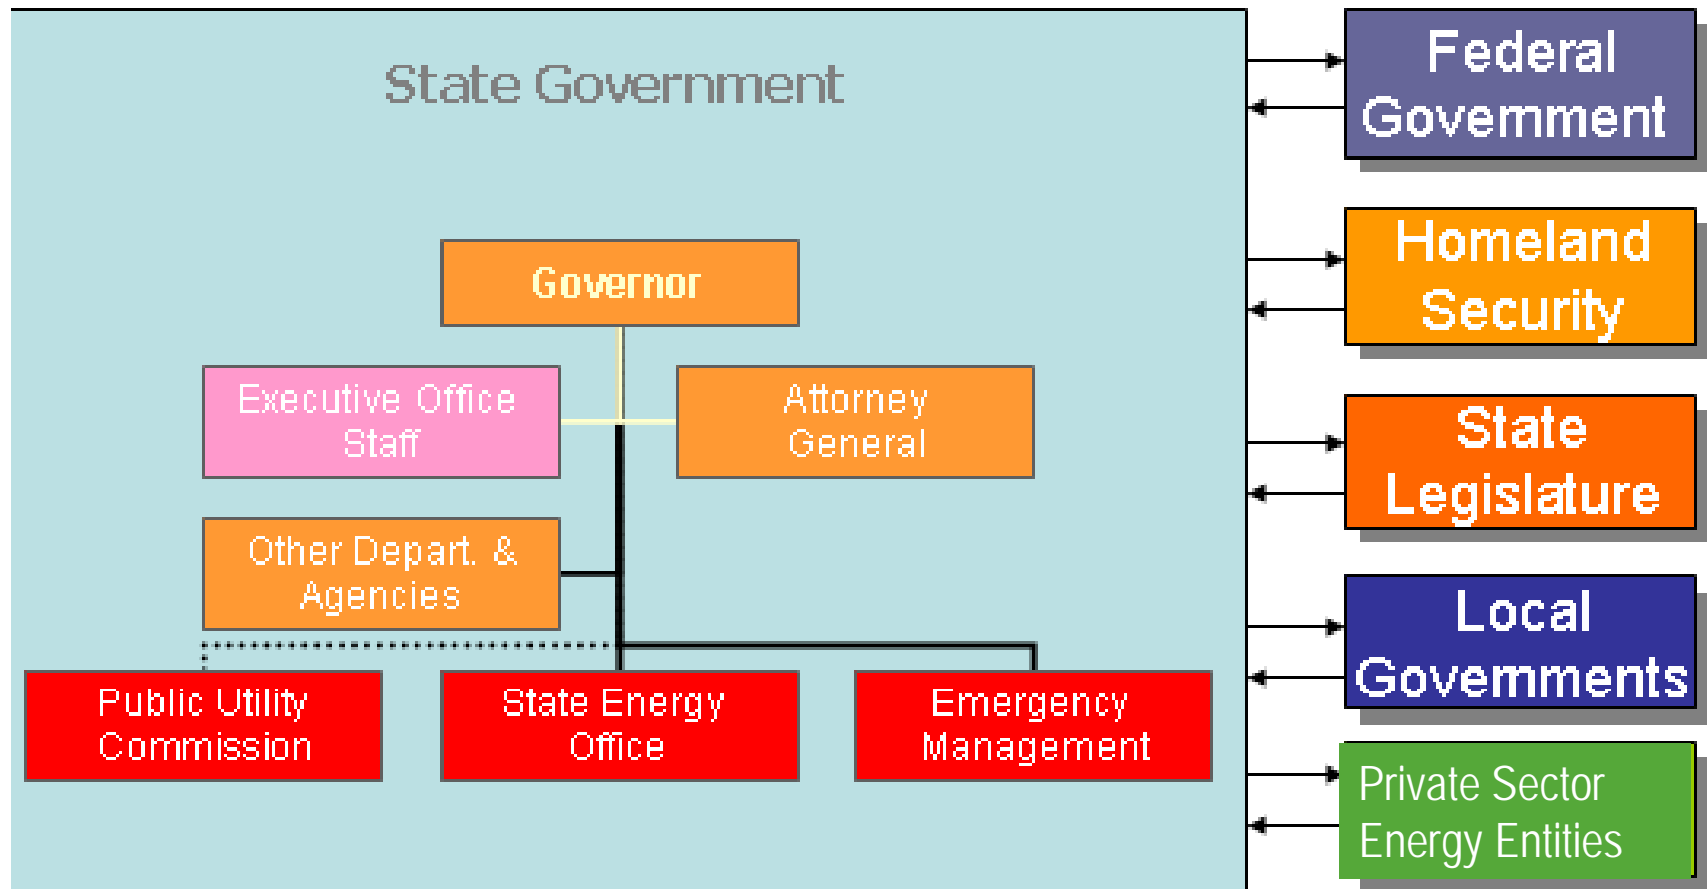 State Government
Governor
Executive Office
Staff
Attorney
General
Other Depart. &
Agencies
Public Utility
Commission
State Energy
Office
Emergency
Management
Federal
Government
Homeland
Security
State
Legislature
Local
Governments
Private Sector
Energy Entities